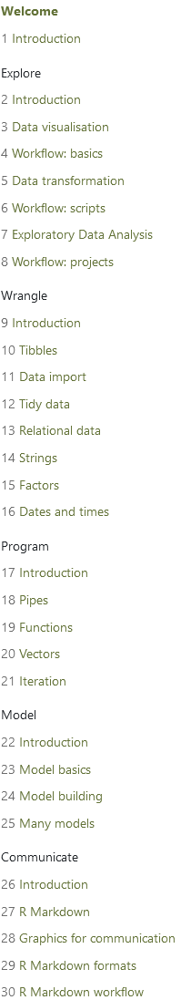 Welcome
1 Introduction
Explore
2 Introduction
3 Data visualisation
4 Workflow: basics
5 Data transformation
6 Workflow: scripts
7 Exploratory Data Analysis
8 Workflow: projects
Wrangle
9 Introduction
10 Tibbles
11 Data import
12 Tidy data
13 Relational data
14 Strings
15 Factors
16 Dates and times
Program
17 Introduction
18 Pipes
19 Functions
20 Vectors
21 Iteration
Model
22 Introduction
23 Model basics
24 Model building
25 Many models
Communicate
26 Introduction
27 R Markdown
28 Graphics for communication
29 R Markdown formats
30 R Markdown workflow